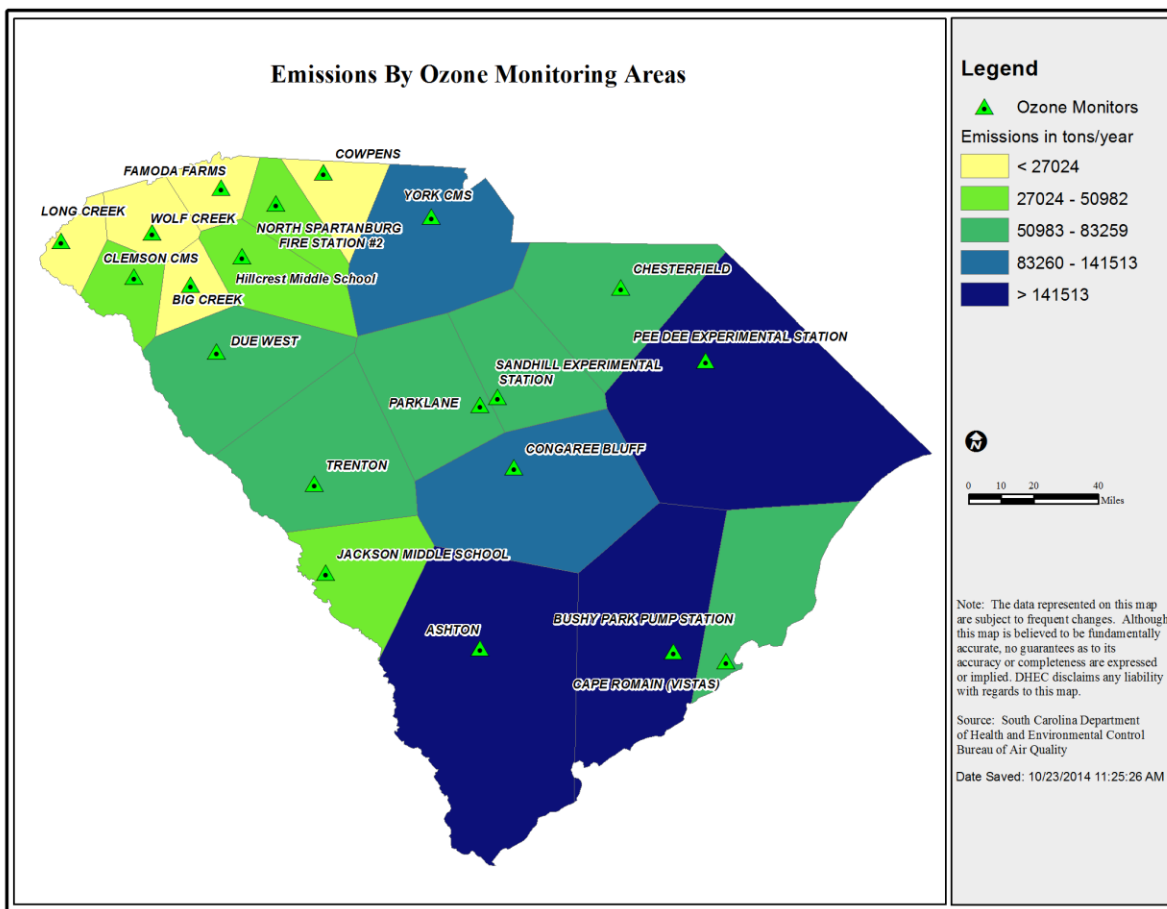 Emissions By Ozone Monitoring Areas
COWPENS
FAMODA FARMS
YORK CMS
LONG CREEK
WOLF CREEK
NORTH SPARTANBURG
FIRE STATION #2
CLEMSON CMS
Hillcrest Middle School
BIG CREEK
CHESTERFIELD
DUE WEST
PEE DEE EXPERIMENTAL STATION
SANDHILL EXPERIMENTAL
STATION
PARKLANE
CONGAREE BLUFF
TRENTON
JACKSON MIDDLE SCHOOL
BUSHY PARK PUMP STATION
ASHTON
CAPE ROMAIN (VISTAS)
Legend
Ozone Monitors
Emissions in tons/year
< 27024
27024 - 50982
50983 - 83259
83260 - 141513
> 141513
N
0 10 20 40
Miles
Note: The data represented on this map
are subject to frequent changes. Although
this map is believed to be fundamentally
accurate, no guarantees as to its
accuracy or completeness are expressed
or implied. DHEC disclaims any liability
with regards to this map.
Source: South Carolina Department
of Health and Environmental Control
Bureau of Air Quality
Date Saved: 10/23/2014 11:25:26 AM